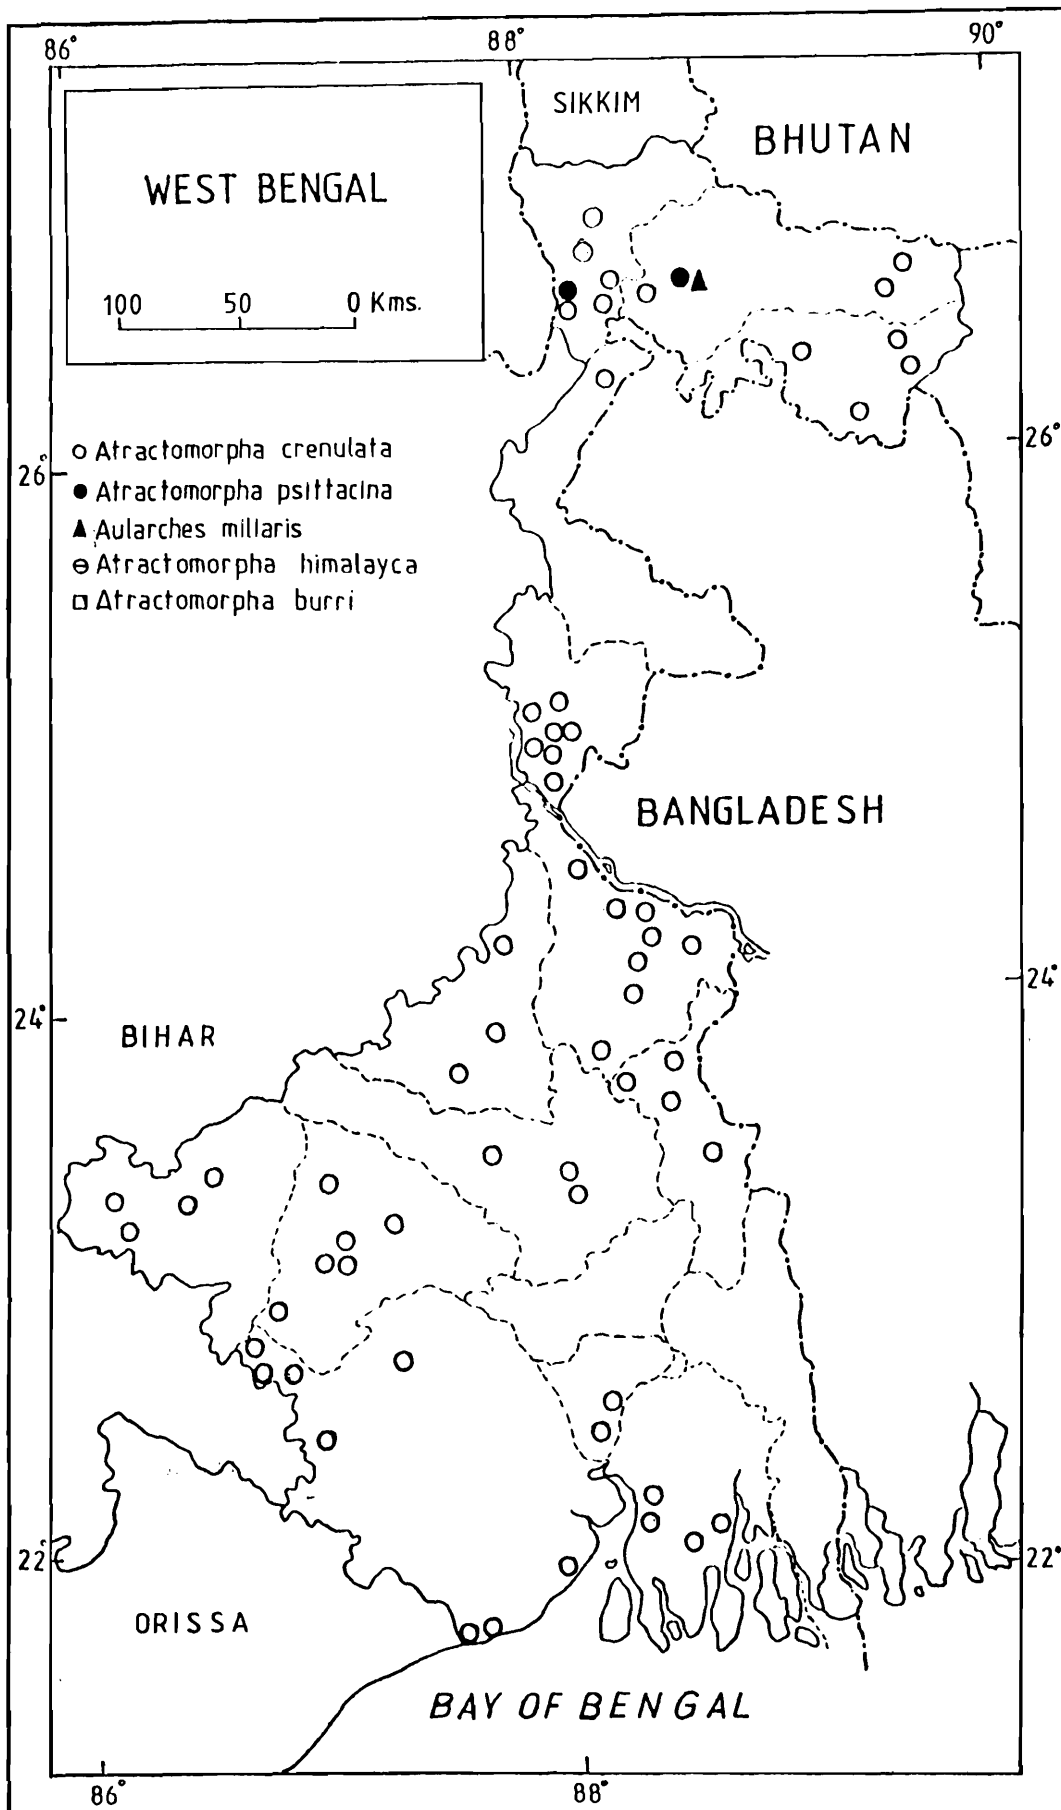 86° 88° 90°
SIKKIM
BHUTAN
WEST BENGAL
100 50 0 Kms.
Atractomorpha crenulata
Atractomorpha psittacina
Aularches millaris
Atractomorpha himalayca
Atractomorpha burri
26° 26°
BANGLADESH
24° 24°
BIHAR
22° 22°
ORISSA
BAY OF BENGAL
86° 88°